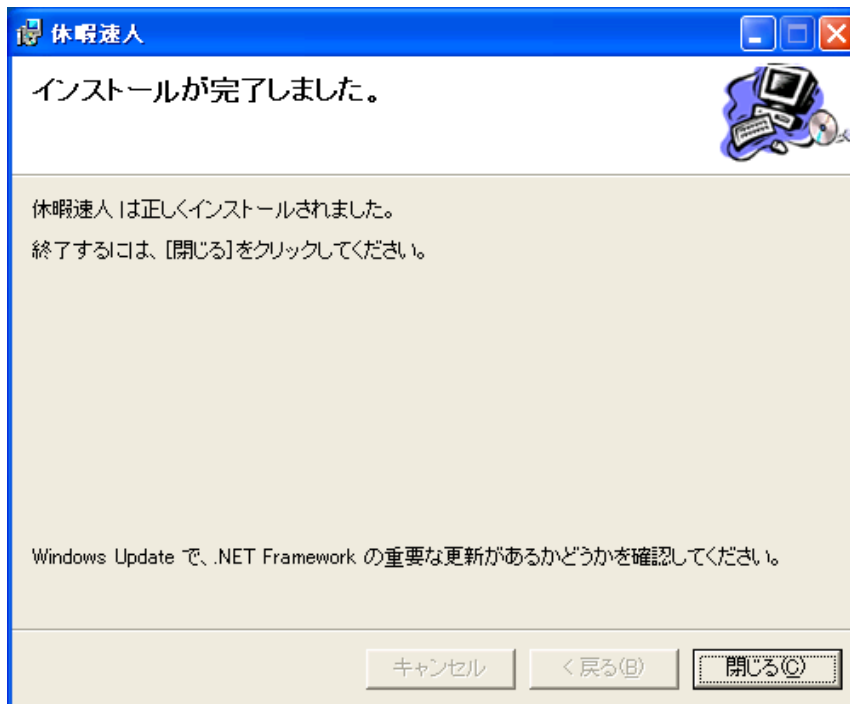 休暇速人
インストールが完了しました。
休暇速人 は正しくインストールされました。
終了するには、[閉じる]をクリックしてください。
Windows Update で、.NET Framework の重要な更新があるかどうかを確認してください。
キャンセル
< 戻る(B)
閉じる(C)